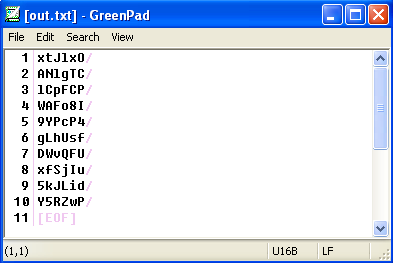 [out.txt] - GreenPad
File Edit Search View
1 xtJlxO/
2 ANlgTC/
3 lCpFCP/
4 WAFo8I/
5 9YPcP4/
6 gLhUsf/
7 DWvQFU/
8 xfSjIu/
9 5kJLid/
10 Y5RZwP/
11 [EOF]
(1,1) U16B LF